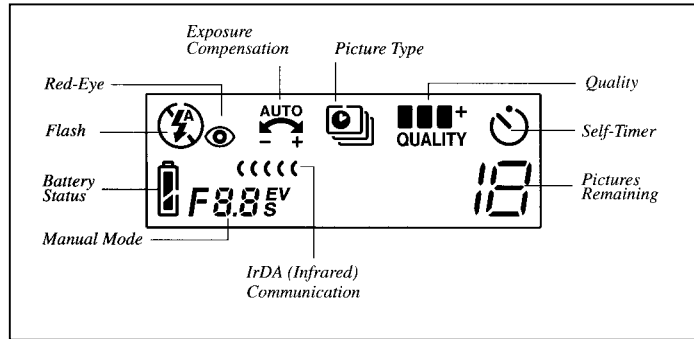 Exposure
Compensation
Picture Type
Red-Eye
Quality
Flash
A
AUTO
- +
+
QUALITY
Self-Timer
Battery
Status
F8.8 EV
S
18
Pictures
Remaining
Manual Mode
IrDA (Infrared)
Communication